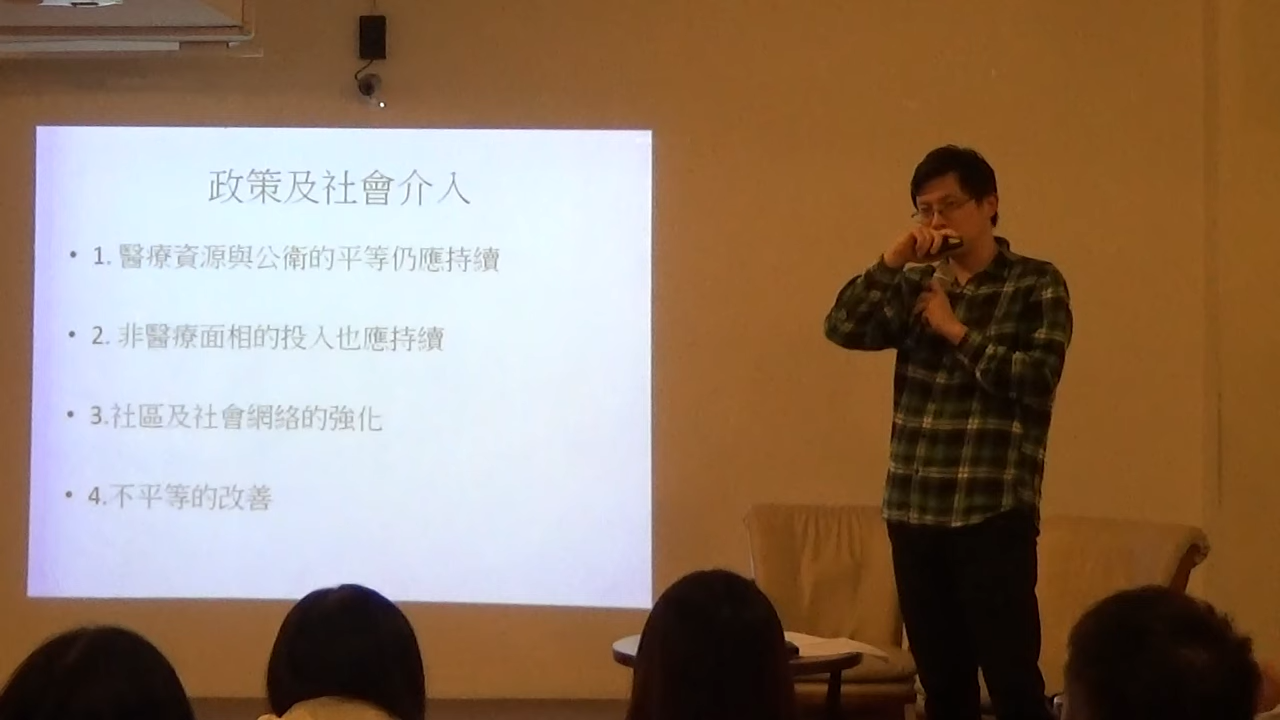 政策及社會介入
• 1. 醫療資源與公衛的平等仍應持續
• 2. 非醫療面相的投入也應持續
• 3.社區及社會網絡的強化
• 4.不平等的改善